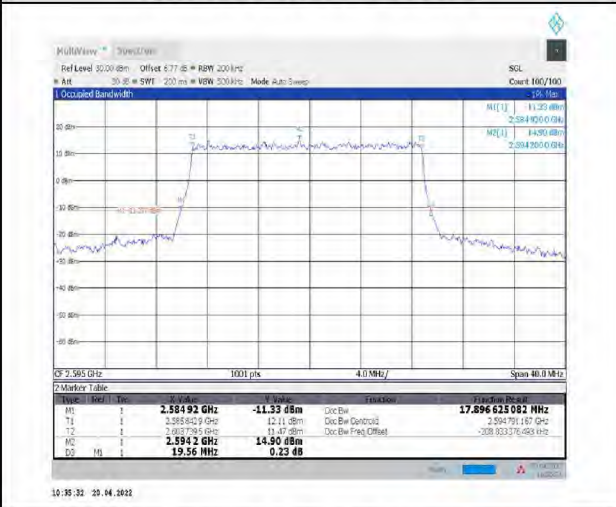 MultiView Spectrum
Ref Level 30.00 dBm Offset 6.77 dB RBW 200 kHz SGL
Att 30 dB SWT 200 ms VBW 500 kHz Mode Auto Sweep Count 100/100
1 Occupied Bandwidth 1Pk Max
M1[1] -11.33 dBm
2.584 920 0 GHz
M2[1] 14.90 dBm
2.594 200 0 GHz
20 dBm
10 dBm
0 dBm
-10 dBm
-20 dBm
-30 dBm
-40 dBm
-50 dBm
-60 dBm
CF 2.595 GHz 1001 pts 4.0 MHz/ Span 40.0 MHz
2 Marker Table
Type Ref Trc X-Value Y-Value Function Function Result
M1 1 2.584 92 GHz -11.33 dBm Occ Bw 17.896 625 082 MHz
T1 1 12.11 dBm Occ Bw Centroid 2.594 791 167 GHz
T2 1 11.47 dBm Occ Bw Freq Offset
M2 1 2.594 2 GHz 14.90 dBm
D3 M1 1 19.56 MHz 0.23 dB
10:35:32 20.04.2022